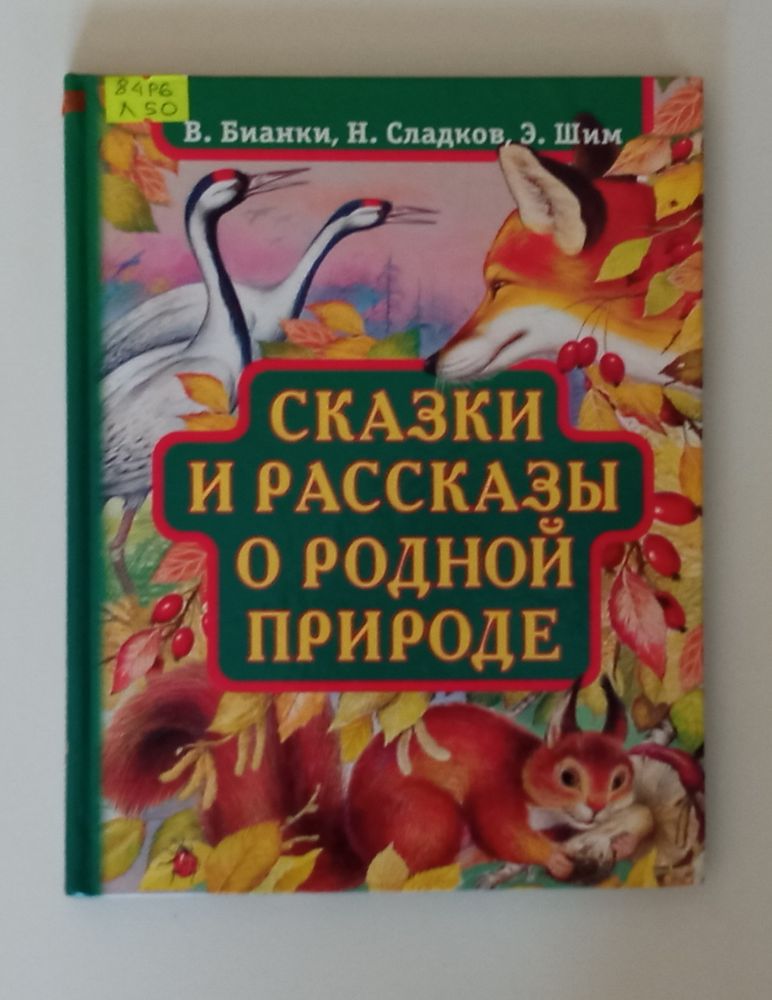 84Р6
Л50
В. Бианки, Н. Сладков, Э. Шим
СКАЗКИ
И РАССКАЗЫ
О РОДНОЙ
ПРИРОДЕ